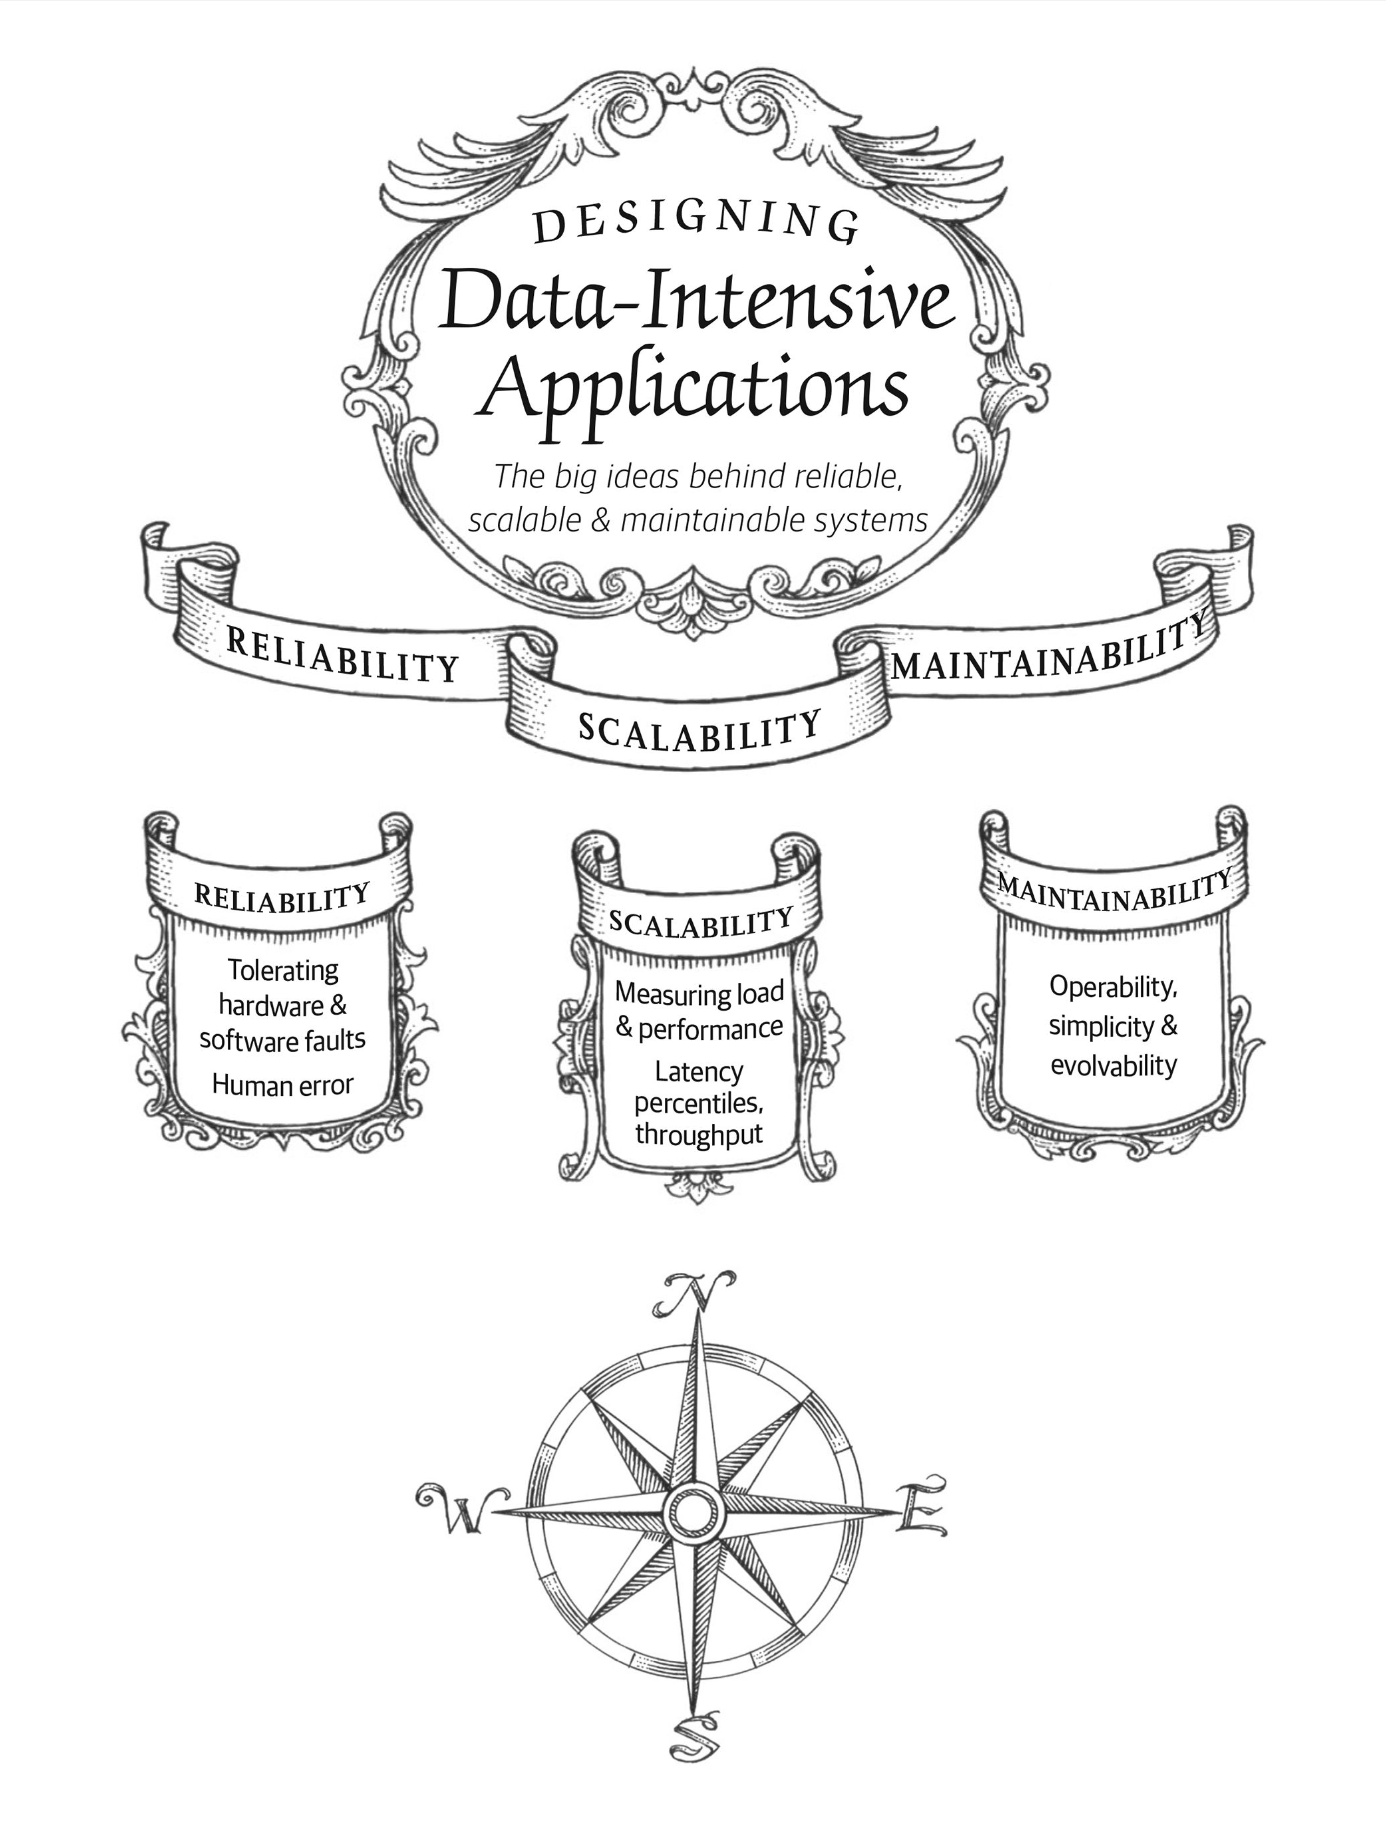 DESIGNING
Data-Intensive
Applications
The big ideas behind reliable,
scalable & maintainable systems
RELIABILITY
SCALABILITY
MAINTAINABILITY
RELIABILITY
Tolerating
hardware &
software faults
Human error
SCALABILITY
Measuring load
& performance
Latency
percentiles,
throughput
MAINTAINABILITY
Operability,
simplicity &
evolvability
N
W
E
S